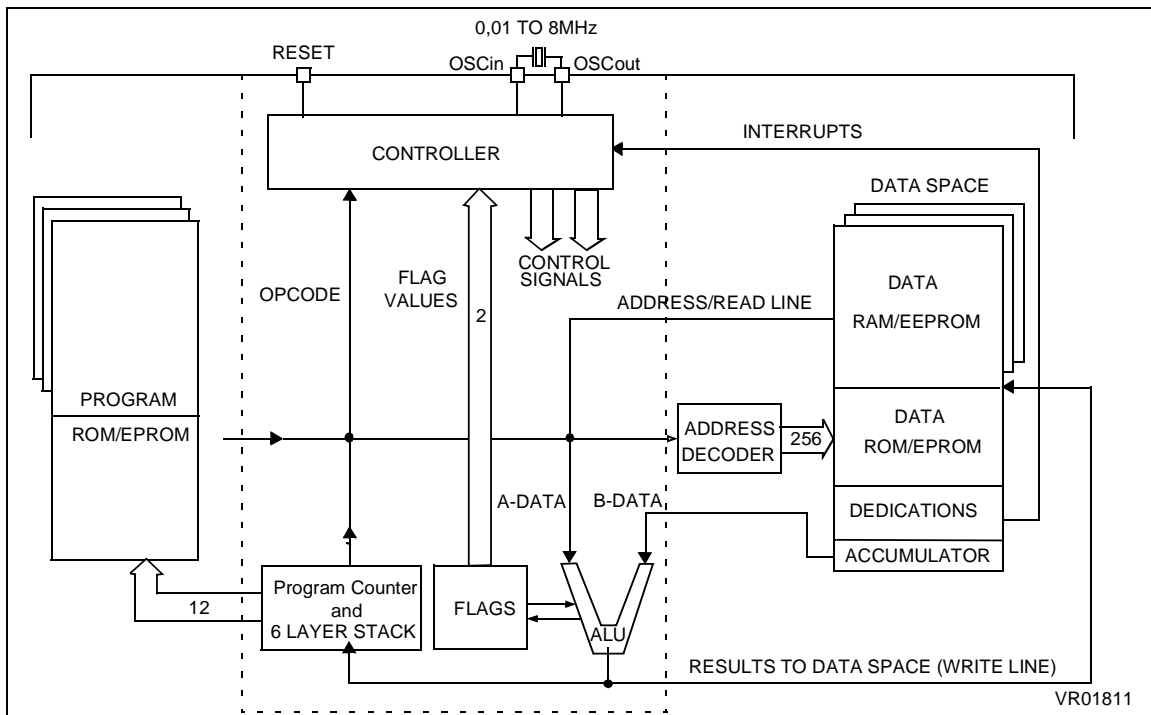 0,01 TO 8MHz
RESET
OSCin
OSCout
INTERRUPTS
CONTROLLER
DATA SPACE
CONTROL
SIGNALS
OPCODE
FLAG
VALUES
2
ADDRESS/READ LINE
DATA
RAM/EEPROM
PROGRAM
ROM/EPROM
ADDRESS
DECODER
256
DATA
ROM/EPROM
A-DATA
B-DATA
DEDICATIONS
ACCUMULATOR
12
Program Counter
and
6 LAYER STACK
FLAGS
ALU
RESULTS TO DATA SPACE (WRITE LINE)
VR01811